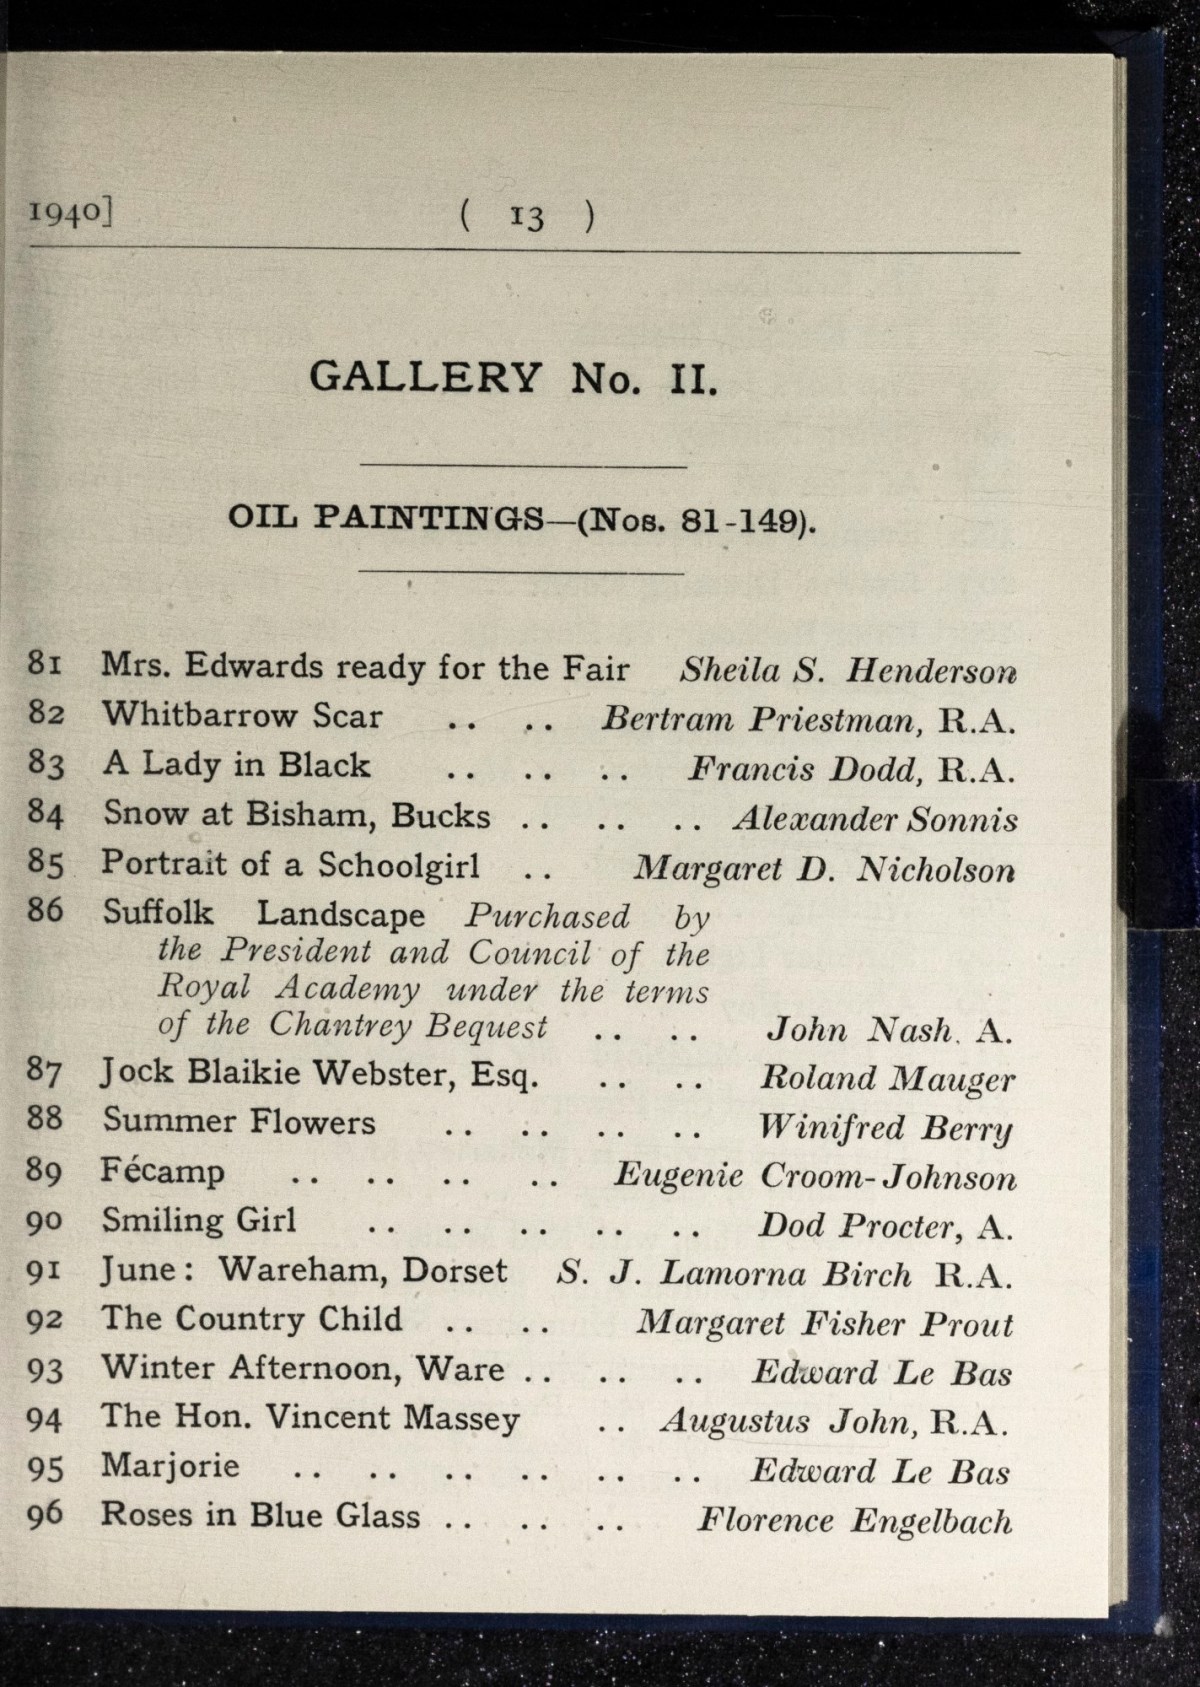 1940] ( 13 )
GALLERY No. II.
OIL PAINTINGS—(Nos. 81-149).
81 Mrs. Edwards ready for the Fair Sheila S. Henderson
82 Whitbarrow Scar .. .. Bertram Priestman, R.A.
83 A Lady in Black .. .. .. Francis Dodd, R.A.
84 Snow at Bisham, Bucks .. .. .. Alexander Sonnis
85 Portrait of a Schoolgirl .. Margaret D. Nicholson
86 Suffolk Landscape Purchased by
the President and Council of the
Royal Academy under the terms
of the Chantrey Bequest .. .. John Nash. A.
87 Jock Blaikie Webster, Esq. .. .. Roland Mauger
88 Summer Flowers .. .. .. .. Winifred Berry
89 Fécamp .. .. .. .. Eugenie Croom-Johnson
90 Smiling Girl .. .. .. .. .. Dod Procter, A.
91 June: Wareham, Dorset S. J. Lamorna Birch R.A.
92 The Country Child .. .. Margaret Fisher Prout
93 Winter Afternoon, Ware .. .. .. Edward Le Bas
94 The Hon. Vincent Massey .. Augustus John, R.A.
95 Marjorie .. .. .. .. .. .. Edward Le Bas
96 Roses in Blue Glass .. .. .. Florence Engelbach